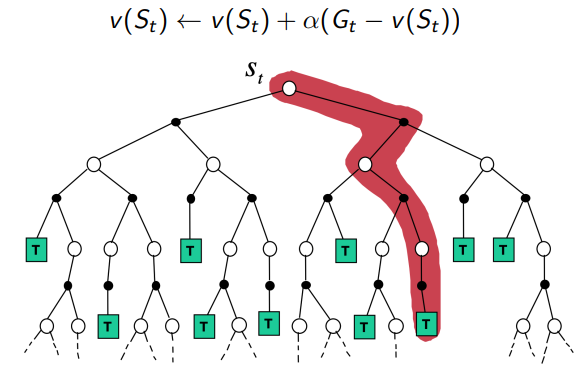 v(S_t) ← v(S_t) + α(G_t − v(S_t))
S_t
T T T T T
T T T T T